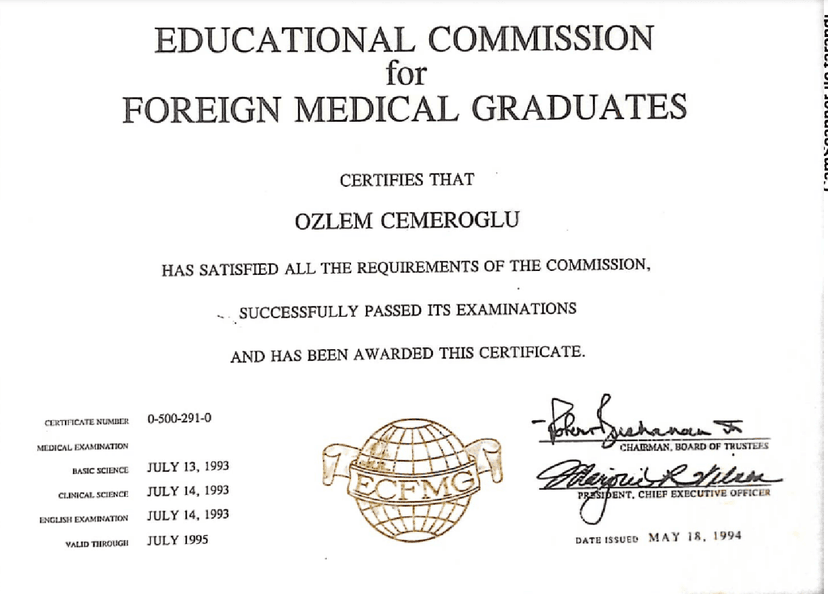 EDUCATIONAL COMMISSION
for
FOREIGN MEDICAL GRADUATES
CERTIFIES THAT
OZLEM CEMEROGLU
HAS SATISFIED ALL THE REQUIREMENTS OF THE COMMISSION,
SUCCESSFULLY PASSED ITS EXAMINATIONS
AND HAS BEEN AWARDED THIS CERTIFICATE.
CERTIFICATE NUMBER 0-500-291-0
MEDICAL EXAMINATION
BASIC SCIENCE JULY 13, 1993
CLINICAL SCIENCE JULY 14, 1993
ENGLISH EXAMINATION JULY 14, 1993
VALID THROUGH JULY 1995
ECFMG
CHAIRMAN, BOARD OF TRUSTEES
PRESIDENT, CHIEF EXECUTIVE OFFICER
DATE ISSUED MAY 18, 1994